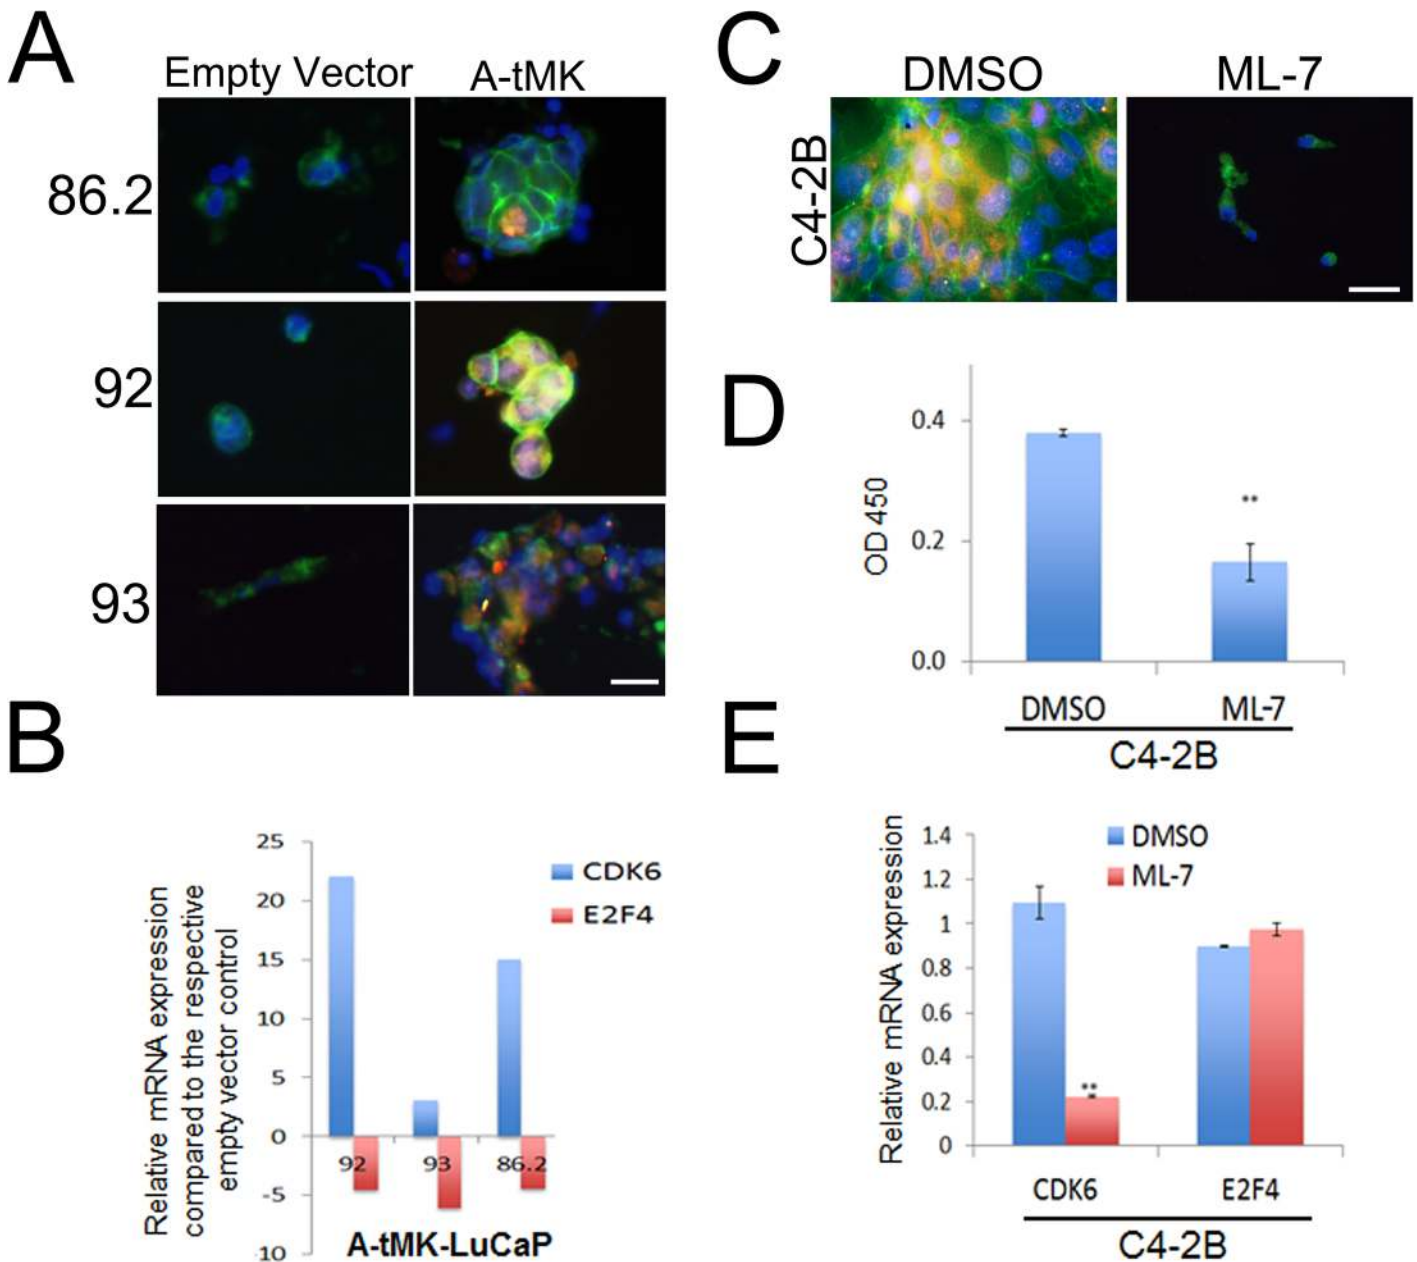 A
Empty Vector
A-tMK
86.2
92
93
C
DMSO
ML-7
C4-2B
D
OD 450
0.4
0.2
0.0
**
DMSO
ML-7
C4-2B
B
Relative mRNA expression
compared to the respective
empty vector control
25
20
15
10
5
0
-5
10
CDK6
E2F4
92
93
86.2
A-tMK-LuCaP
E
Relative mRNA expression
1.4
1.2
1
0.8
0.6
0.4
0.2
0
DMSO
ML-7
**
CDK6
E2F4
C4-2B